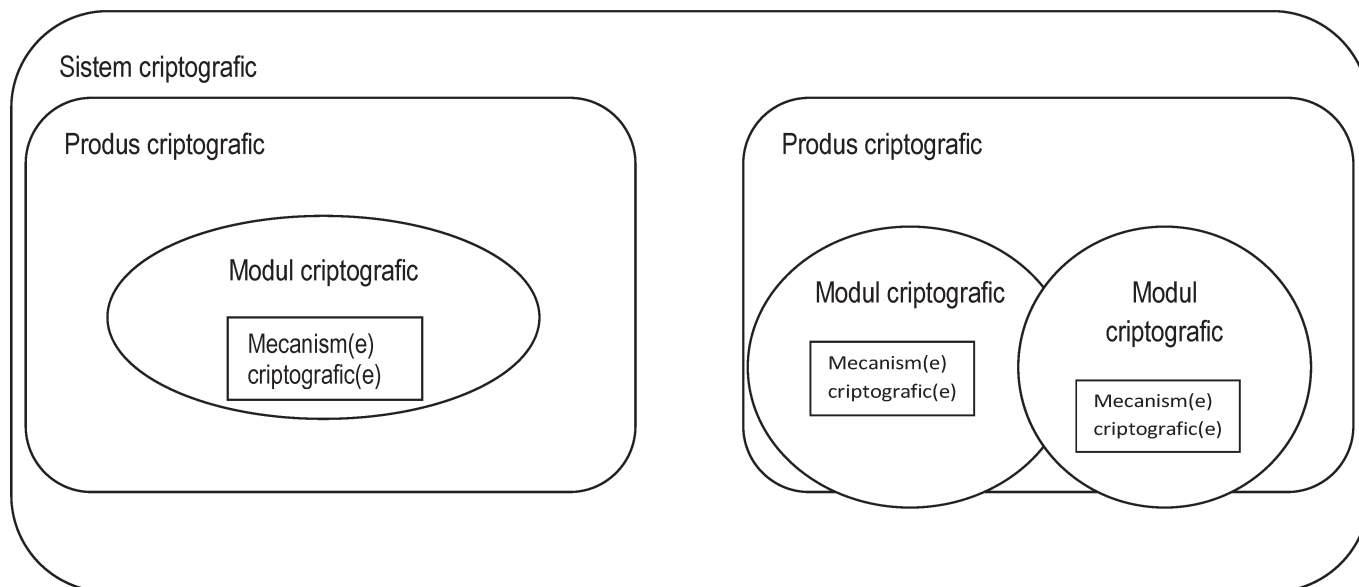 Sistem criptografic
Produs criptografic
Modul criptografic
Mecanism(e)
criptografic(e)
Produs criptografic
Modul criptografic
Mecanism(e)
criptografic(e)
Modul
criptografic
Mecanism(e)
criptografic(e)